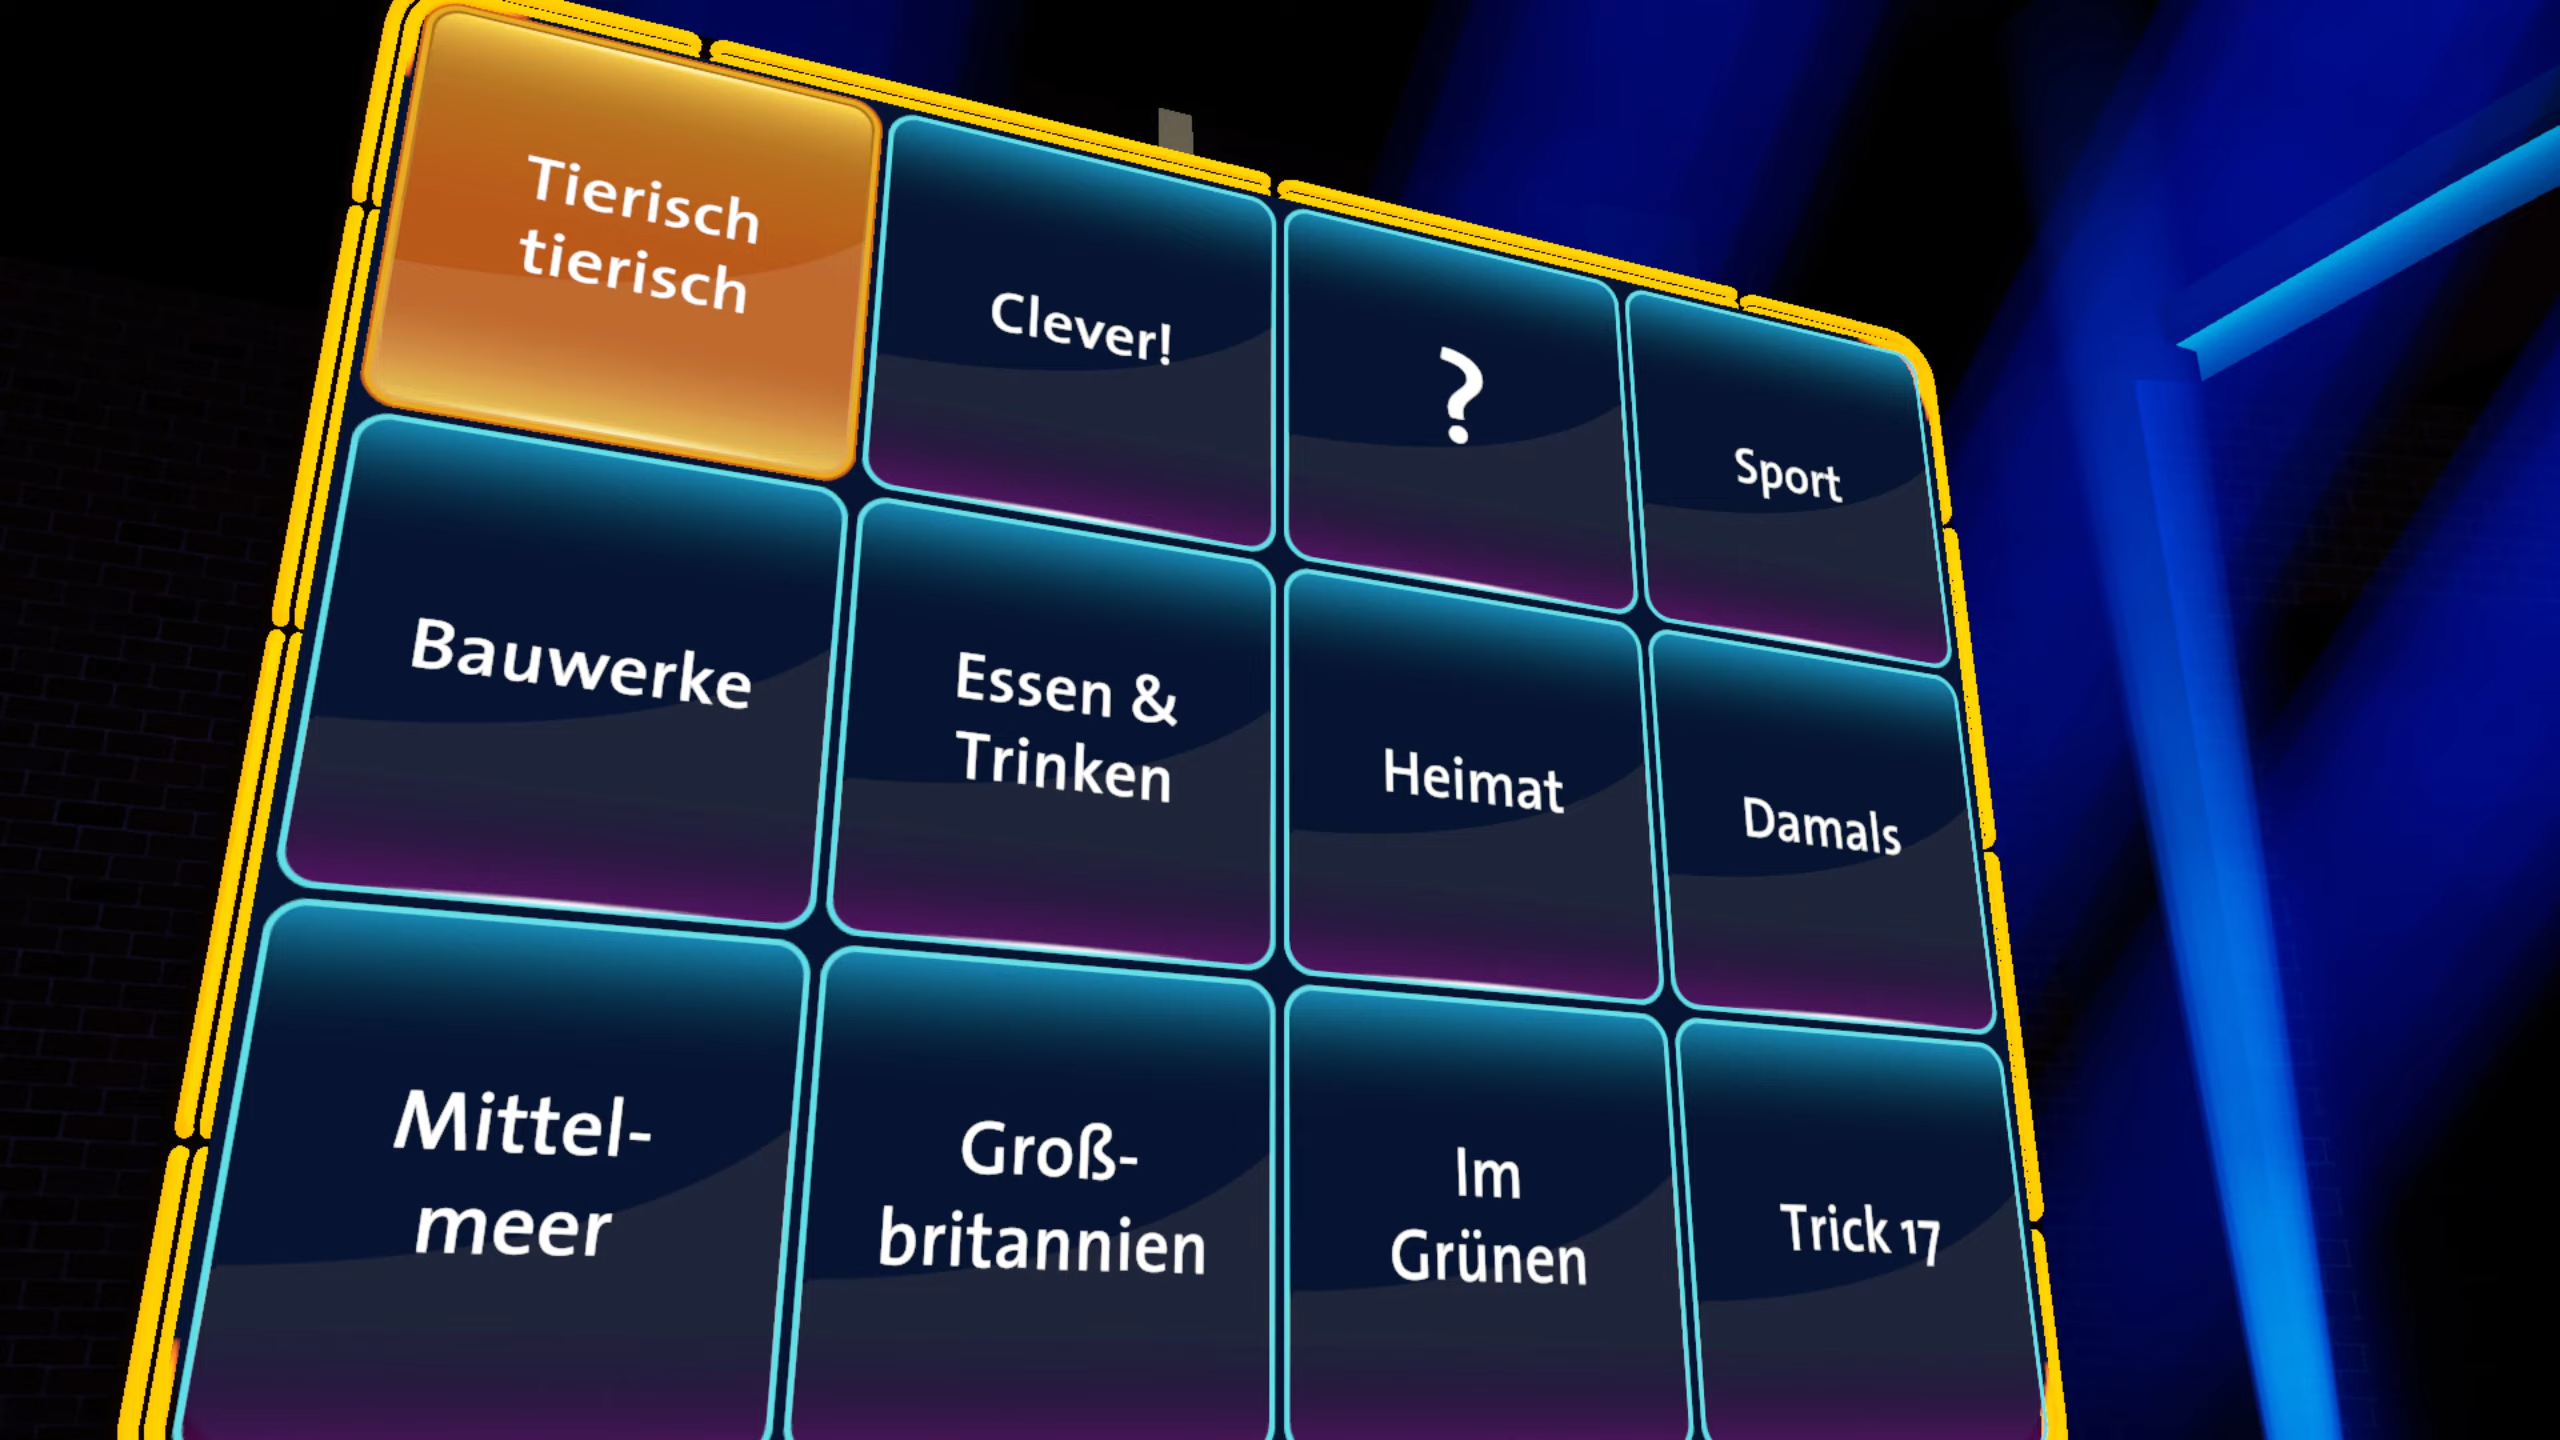 Tierisch
tierisch
Clever!
?
Sport
Bauwerke
Essen &
Trinken
Heimat
Damals
Mittel-
meer
Groß-
britannien
Im
Grünen
Trick 17